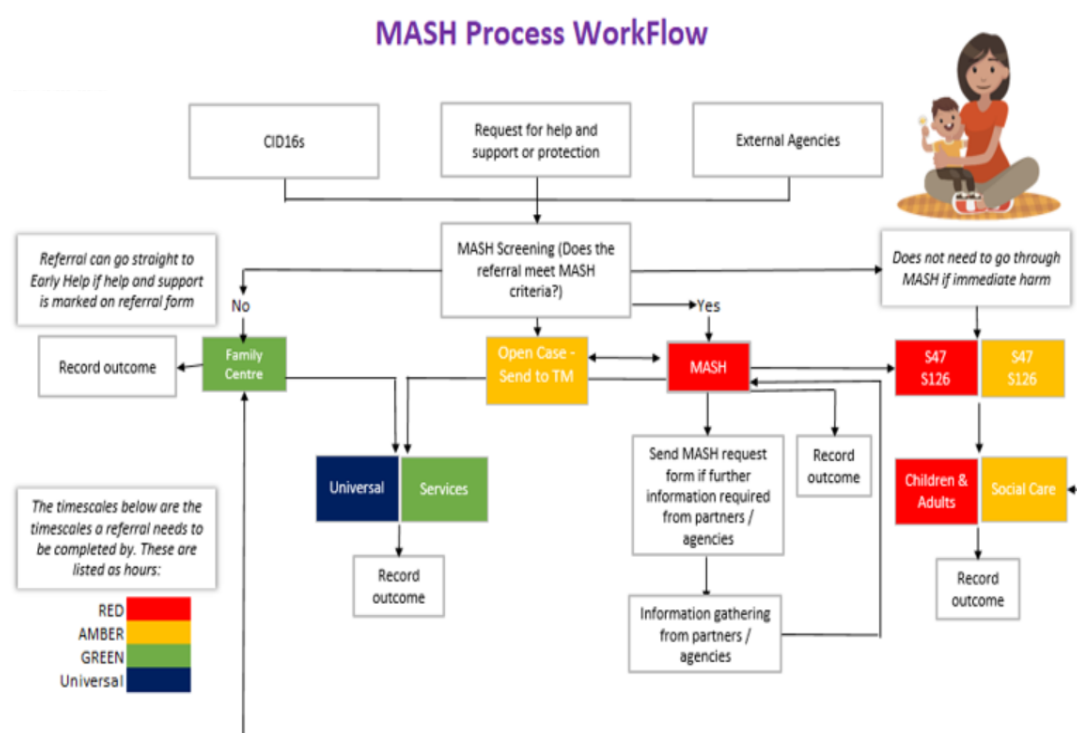 MASH Process WorkFlow
CID16s
Request for help and
support or protection
External Agencies
Referral can go straight to
Early Help if help and support
is marked on referral form
MASH Screening (Does the
referral meet MASH
criteria?)
Does not need to go through
MASH if immediate harm
No
Yes
Record outcome
Family
Centre
Open Case -
Send to TM
MASH
S47
S126
S47
S126
Universal
Services
Send MASH request
form if further
information required
from partners /
agencies
Record
outcome
Children &
Adults
Social Care
The timescales below are the
timescales a referral needs to
be completed by. These are
listed as hours:
Record
outcome
Record
outcome
Information gathering
from partners /
agencies
RED
AMBER
GREEN
Universal